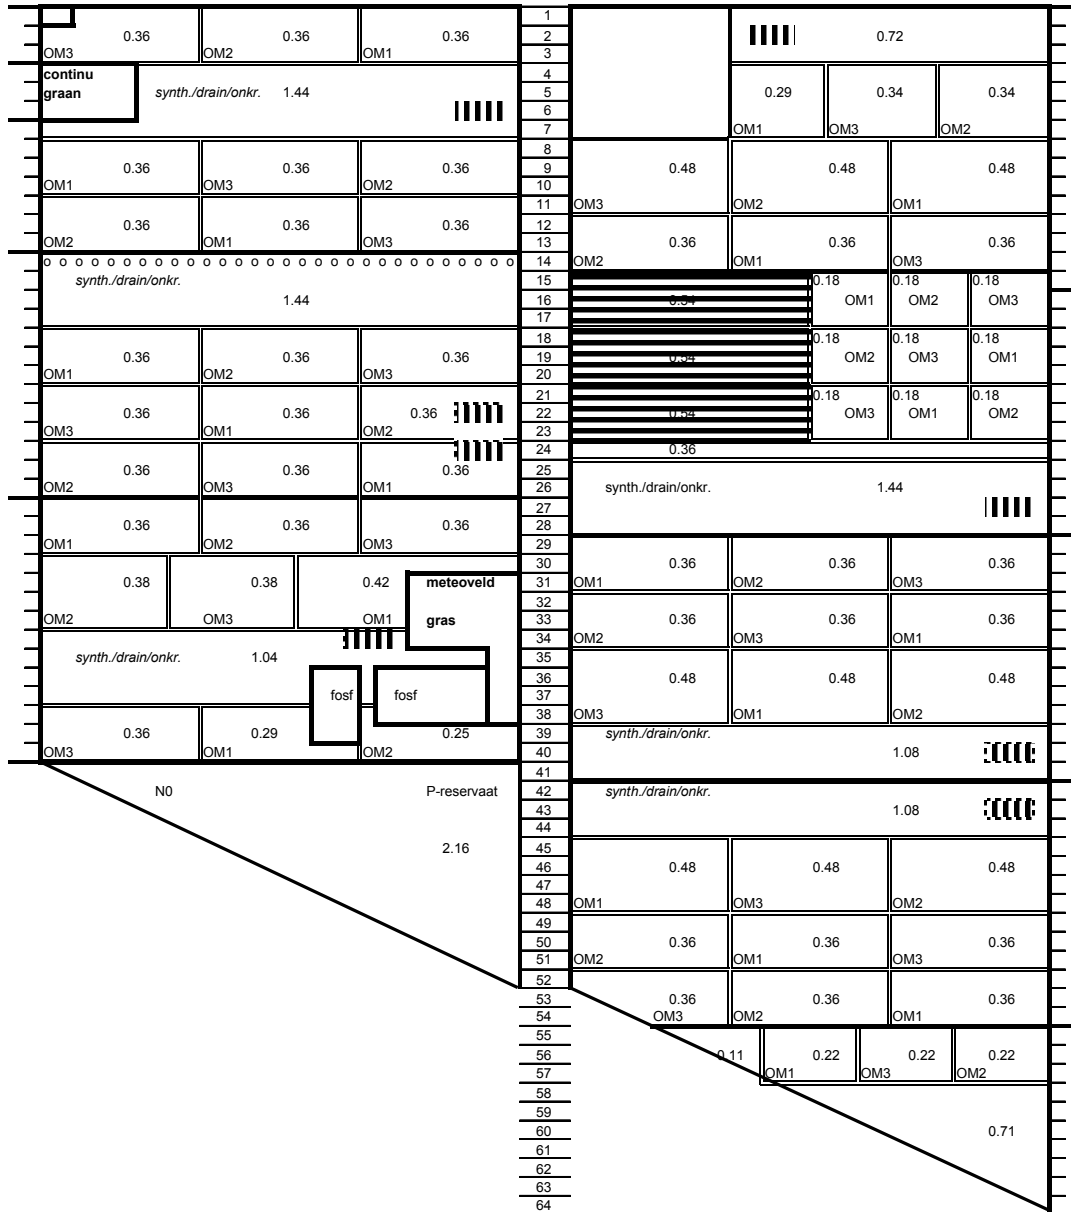 1
0.36 0.36 0.36 2 0.72
OM3 OM2 OM1 3
continu 4
graan synth./drain/onkr. 1.44 5 0.29 0.34 0.34
6
7 OM1 OM3 OM2
8
0.36 0.36 0.36 9 0.48 0.48 0.48
OM1 OM3 OM2 10
11 OM3 OM2 OM1
0.36 0.36 0.36 12
OM2 OM1 OM3 13 0.36 0.36 0.36
o o o o o o o o o o o o o o o o o o o o o o o o o o o o o o 14 OM2 OM1 OM3
synth./drain/onkr. 15 0.18 0.18 0.18
1.44 16 0.54 OM1 OM2 OM3
17
18 0.18 0.18 0.18
0.36 0.36 0.36 19 0.54 OM2 OM3 OM1
OM1 OM2 OM3 20
21 0.18 0.18 0.18
0.36 0.36 0.36 22 0.54 OM3 OM1 OM2
OM3 OM1 OM2 23
24 0.36
0.36 0.36 0.36 25
OM2 OM3 OM1 26 synth./drain/onkr. 1.44
27
0.36 0.36 0.36 28
OM1 OM2 OM3 29
30 0.36 0.36 0.36
0.38 0.38 0.42 meteoveld 31 OM1 OM2 OM3
32
OM2 OM3 OM1 gras 33 0.36 0.36 0.36
34 OM2 OM3 OM1
synth./drain/onkr. 1.04 35
36 0.48 0.48 0.48
fosf fosf 37
38 OM3 OM1 OM2
0.36 0.29 0.25 39 synth./drain/onkr.
OM3 OM1 OM2 40 1.08
41
N0 P-reservaat 42 synth./drain/onkr.
43 1.08
44
2.16 45
46 0.48 0.48 0.48
47
48 OM1 OM3 OM2
49
50 0.36 0.36 0.36
51 OM2 OM1 OM3
52
53 0.36 0.36 0.36
54 OM3 OM2 OM1
55
56 0.11 0.22 0.22 0.22
57 OM1 OM3 OM2
58
59
60 0.71
61
62
63
64